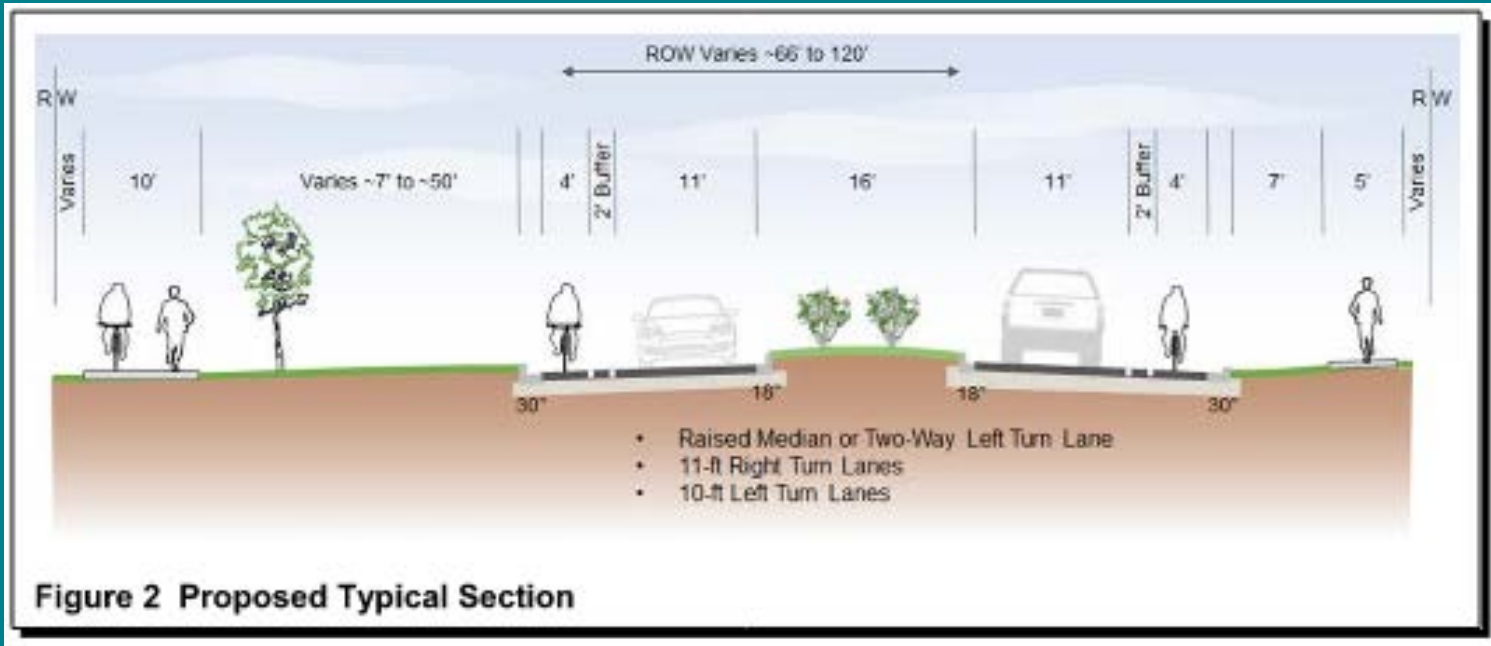 ROW Varies ~66' to 120'
R W
R W
Varies
10'
Varies ~7' to ~50'
4'
2' Buffer
11'
16'
11'
2' Buffer
4'
7'
5'
Varies
30"
18"
18"
30"
• Raised Median or Two-Way Left Turn Lane
• 11-ft Right Turn Lanes
• 10-ft Left Turn Lanes
Figure 2 Proposed Typical Section